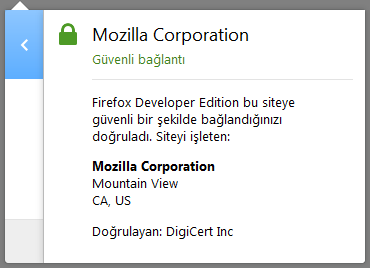 Mozilla Corporation
Güvenli bağlantı
Firefox Developer Edition bu siteye
güvenli bir şekilde bağlandığınızı
doğruladı. Siteyi işleten:
Mozilla Corporation
Mountain View
CA, US
Doğrulayan: DigiCert Inc